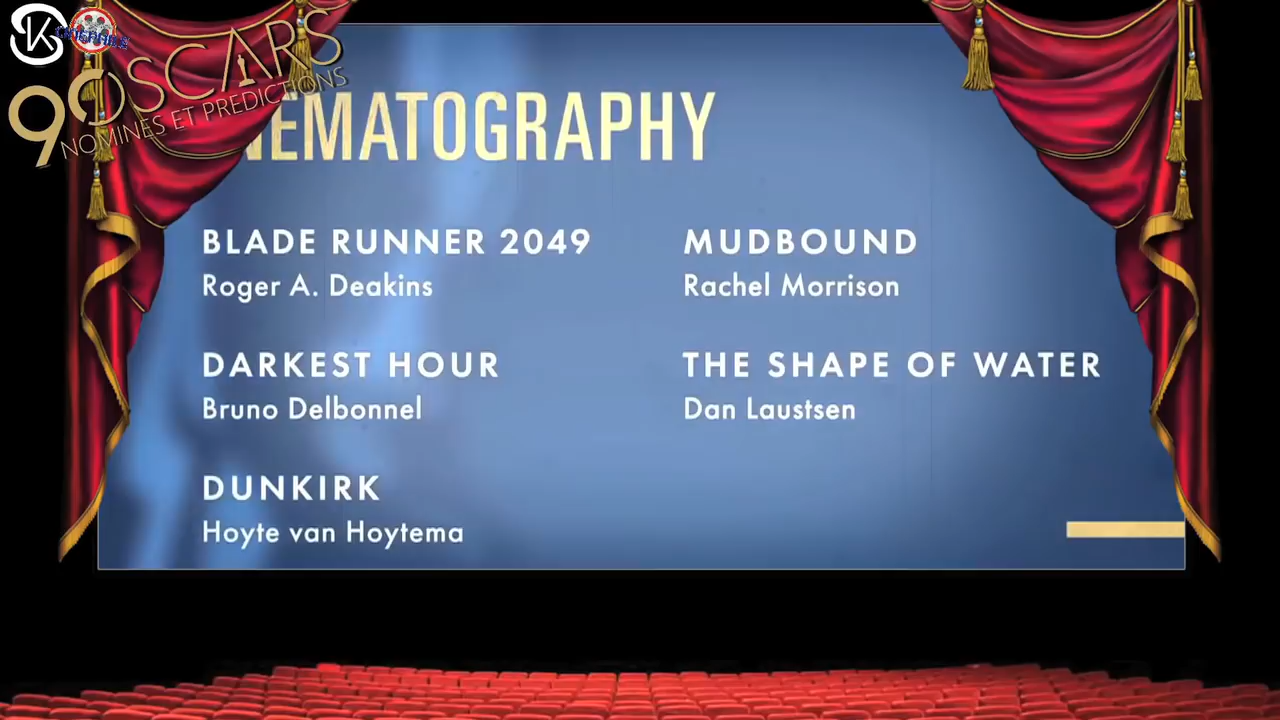 90SCARS
NOMINES ET PREDICTIONS
NEMATOGRAPHY
BLADE RUNNER 2049
Roger A. Deakins
DARKEST HOUR
Bruno Delbonnel
DUNKIRK
Hoyte van Hoytema
MUDBOUND
Rachel Morrison
THE SHAPE OF WATER
Dan Laustsen